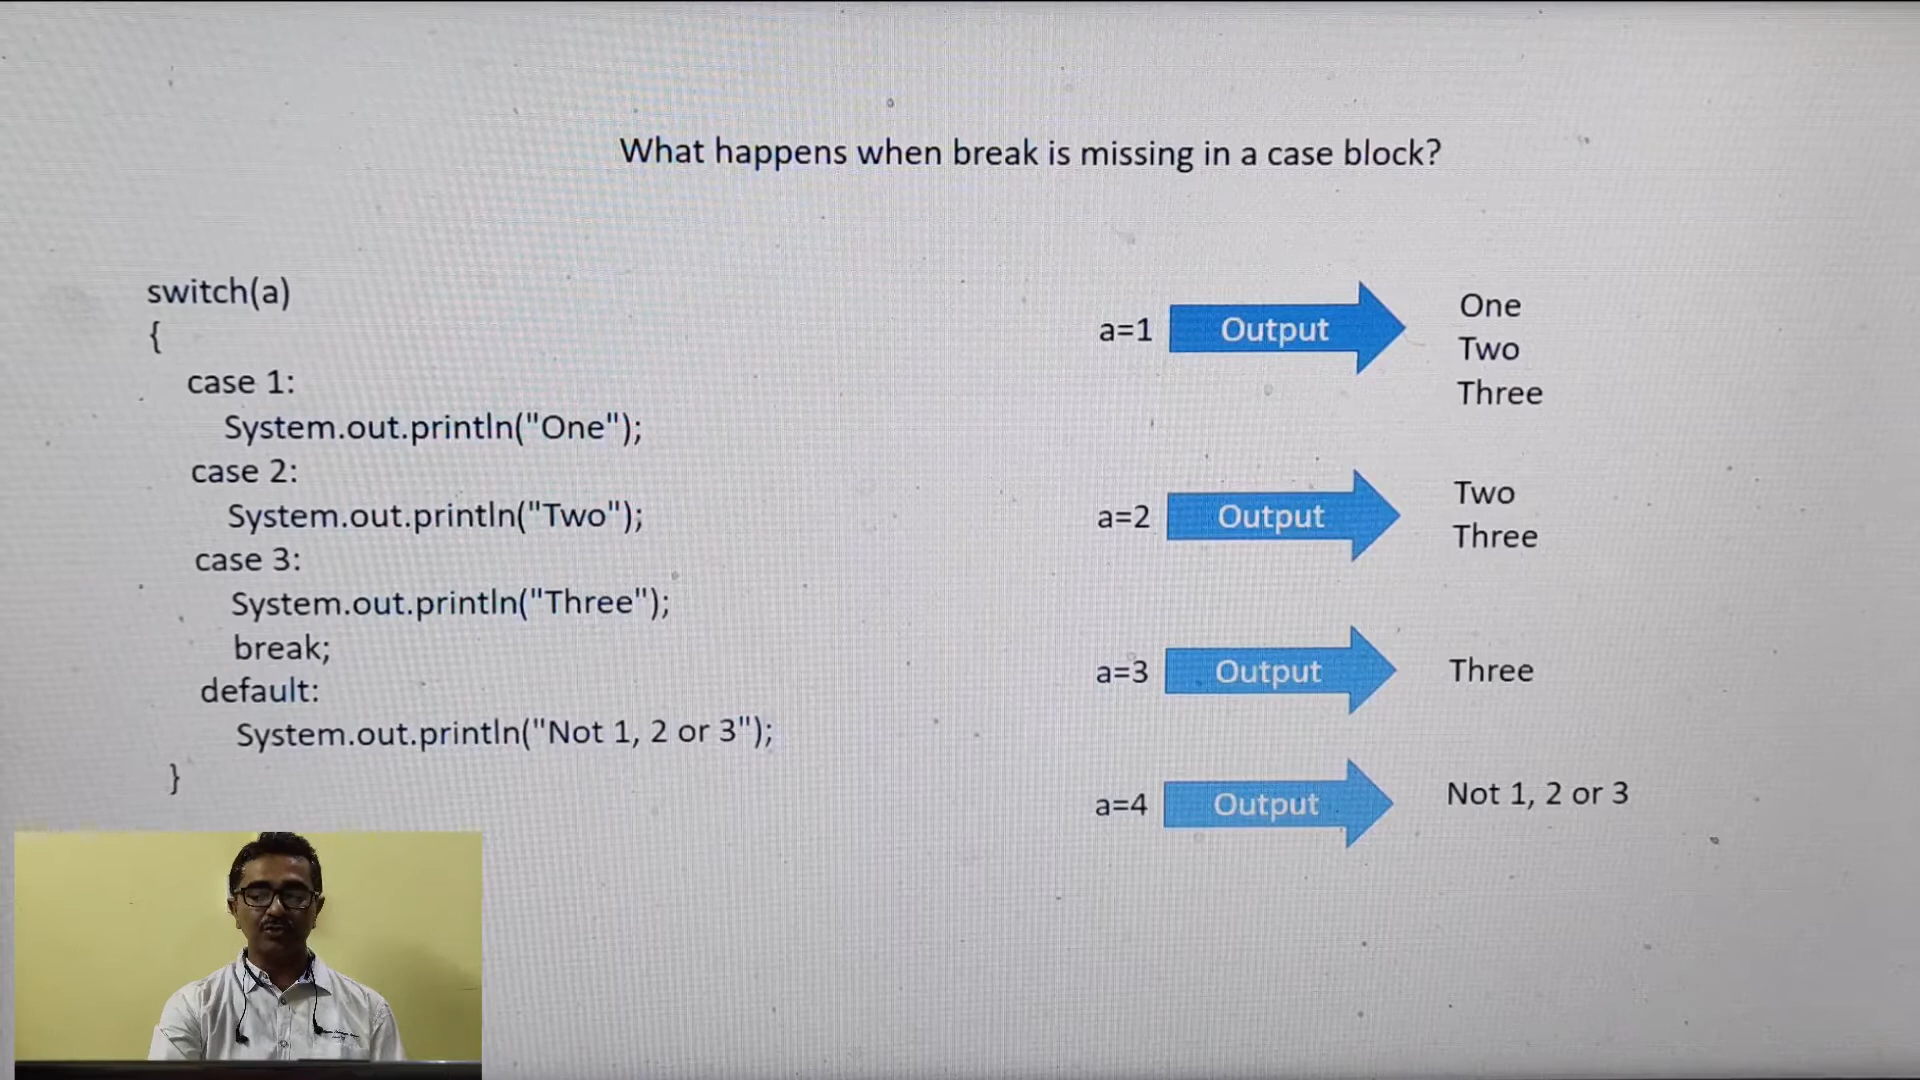 What happens when break is missing in a case block?
switch(a)
{
case 1:
System.out.println("One");
case 2:
System.out.println("Two");
case 3:
System.out.println("Three");
break;
default:
System.out.println("Not 1, 2 or 3");
}
a=1 Output
One
Two
Three
a=2 Output
Two
Three
a=3 Output Three
a=4 Output Not 1, 2 or 3